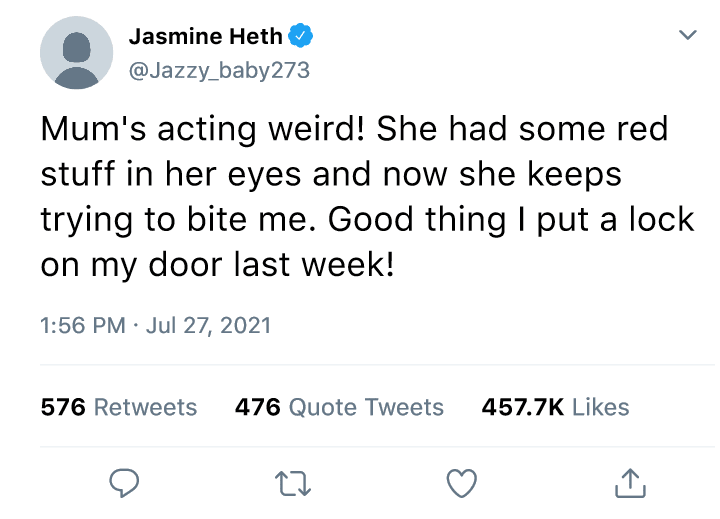 Jasmine Heth
@Jazzy_baby273
Mum's acting weird! She had some red
stuff in her eyes and now she keeps
trying to bite me. Good thing I put a lock
on my door last week!
1:56 PM · Jul 27, 2021
576 Retweets 476 Quote Tweets 457.7K Likes